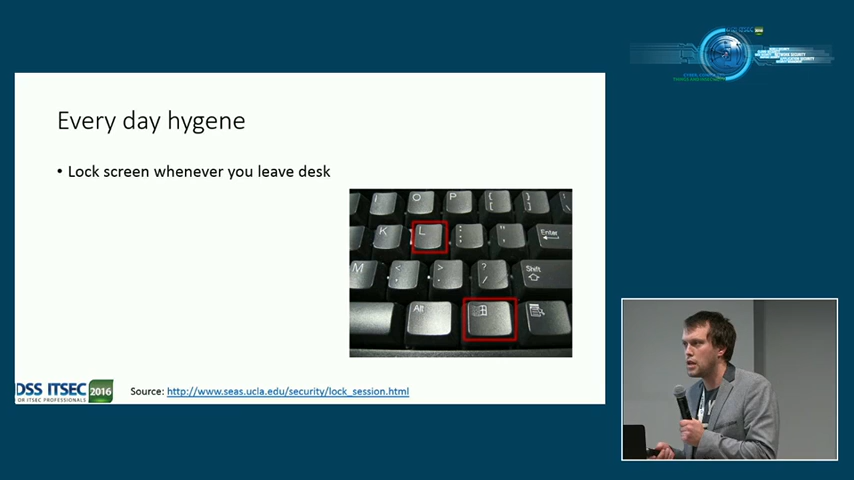 Every day hygene
• Lock screen whenever you leave desk
I O P { [ } ]
K L : ; " ' Enter
M < , > . ? / Shift
Alt
DSS ITSEC 2016
OR ITSEC PROFESSIONALS
Source: http://www.seas.ucla.edu/security/lock_session.html